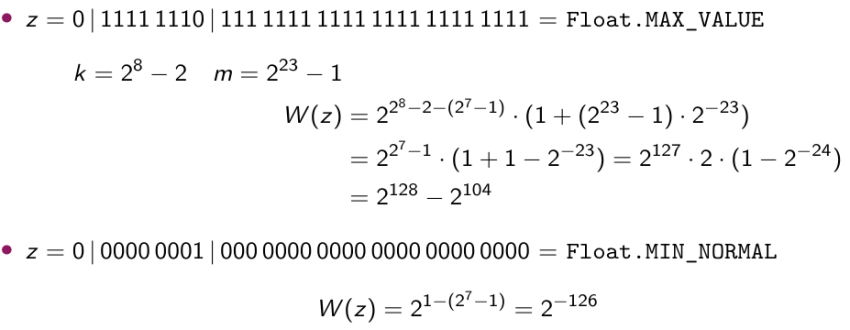 • z = 0 | 1111 1110 | 111 1111 1111 1111 1111 1111 = Float.MAX_VALUE
k = 2^8 − 2 m = 2^23 − 1
W(z) = 2^{2^8−2−(2^7−1)} · (1 + (2^23 − 1) · 2^{−23})
= 2^{2^7−1} · (1 + 1 − 2^{−23}) = 2^127 · 2 · (1 − 2^{−24})
= 2^128 − 2^104
• z = 0 | 0000 0001 | 000 0000 0000 0000 0000 0000 = Float.MIN_NORMAL
W(z) = 2^{1−(2^7−1)} = 2^{−126}